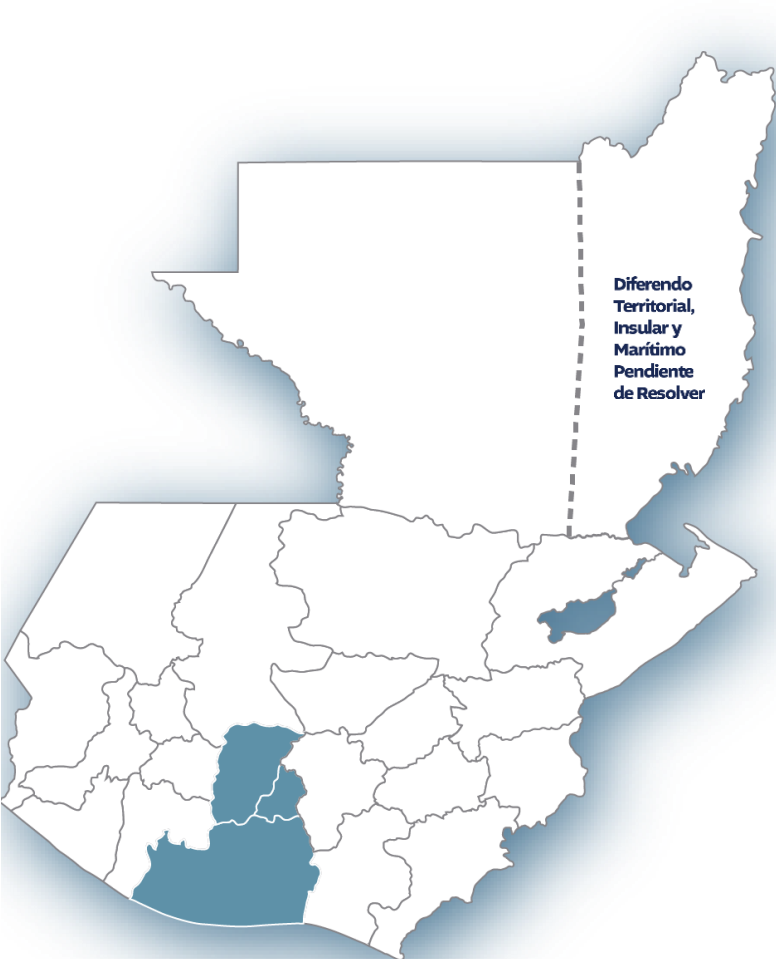 Diferendo
Territorial,
Insular y
Marítimo
Pendiente
de Resolver